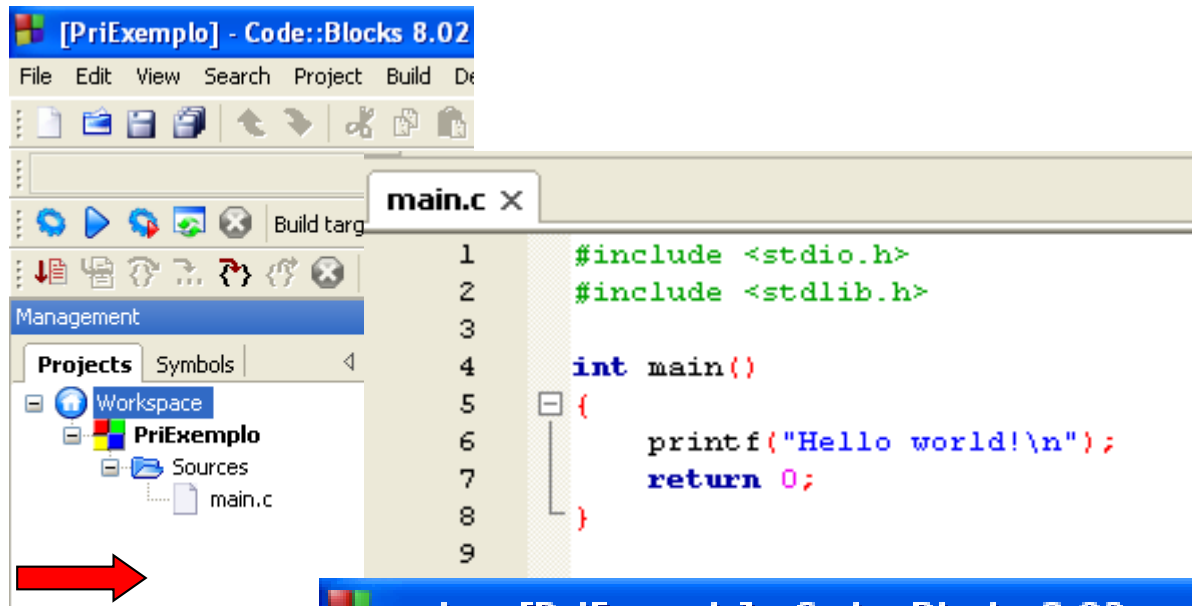 [PriExemplo] - Code::Blocks 8.02
File Edit View Search Project Build
Build targ
Management
Projects Symbols
Workspace
PriExemplo
Sources
main.c
main.c
1 #include <stdio.h>
2 #include <stdlib.h>
3
4 int main()
5 {
6 printf("Hello world!\n");
7 return 0;
8 }
9